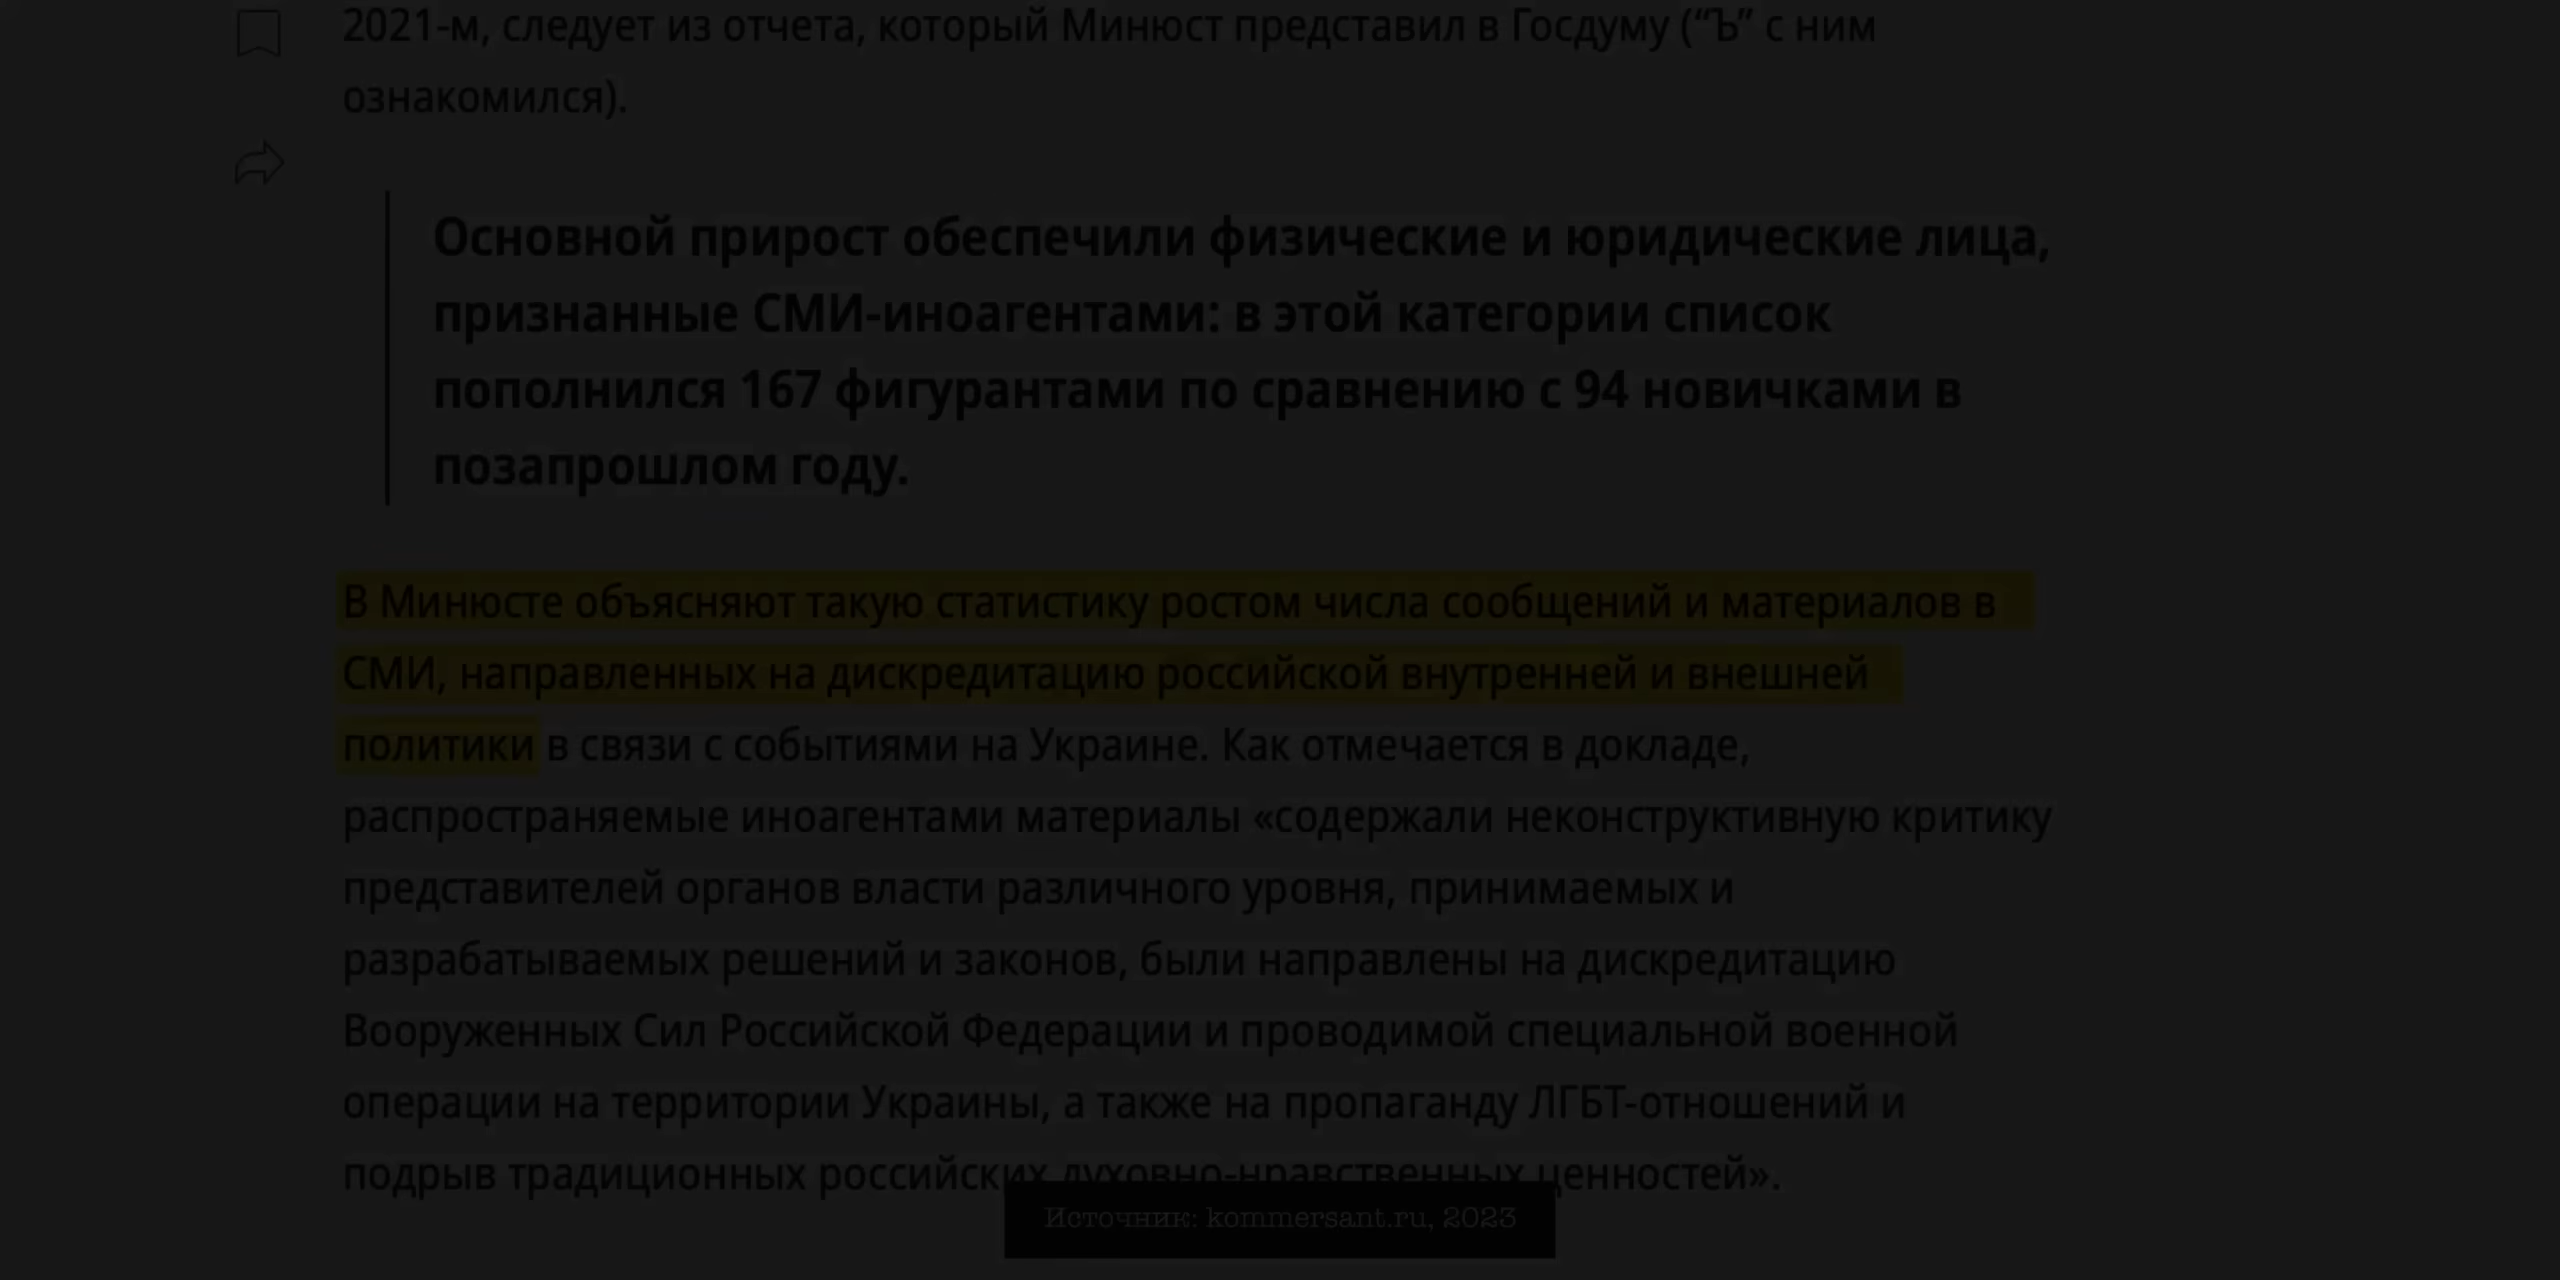 2021-м, следует из отчета, который Минюст представил в Госдуму (“Ъ” с ним
ознакомился).
Основной прирост обеспечили физические и юридические лица,
признанные СМИ-иноагентами: в этой категории список
пополнился 167 фигурантами по сравнению с 94 новичками в
позапрошлом году.
В Минюсте объясняют такую статистику ростом числа сообщений и материалов в
СМИ, направленных на дискредитацию российской внутренней и внешней
политики в связи с событиями на Украине. Как отмечается в докладе,
распространяемые иноагентами материалы «содержали неконструктивную критику
представителей органов власти различного уровня, принимаемых и
разрабатываемых решений и законов, были направлены на дискредитацию
Вооруженных Сил Российской Федерации и проводимой специальной военной
операции на территории Украины, а также на пропаганду ЛГБТ-отношений и
подрыв традиционных российских духовно-нравственных ценностей».
Источник: kommersant.ru, 2023